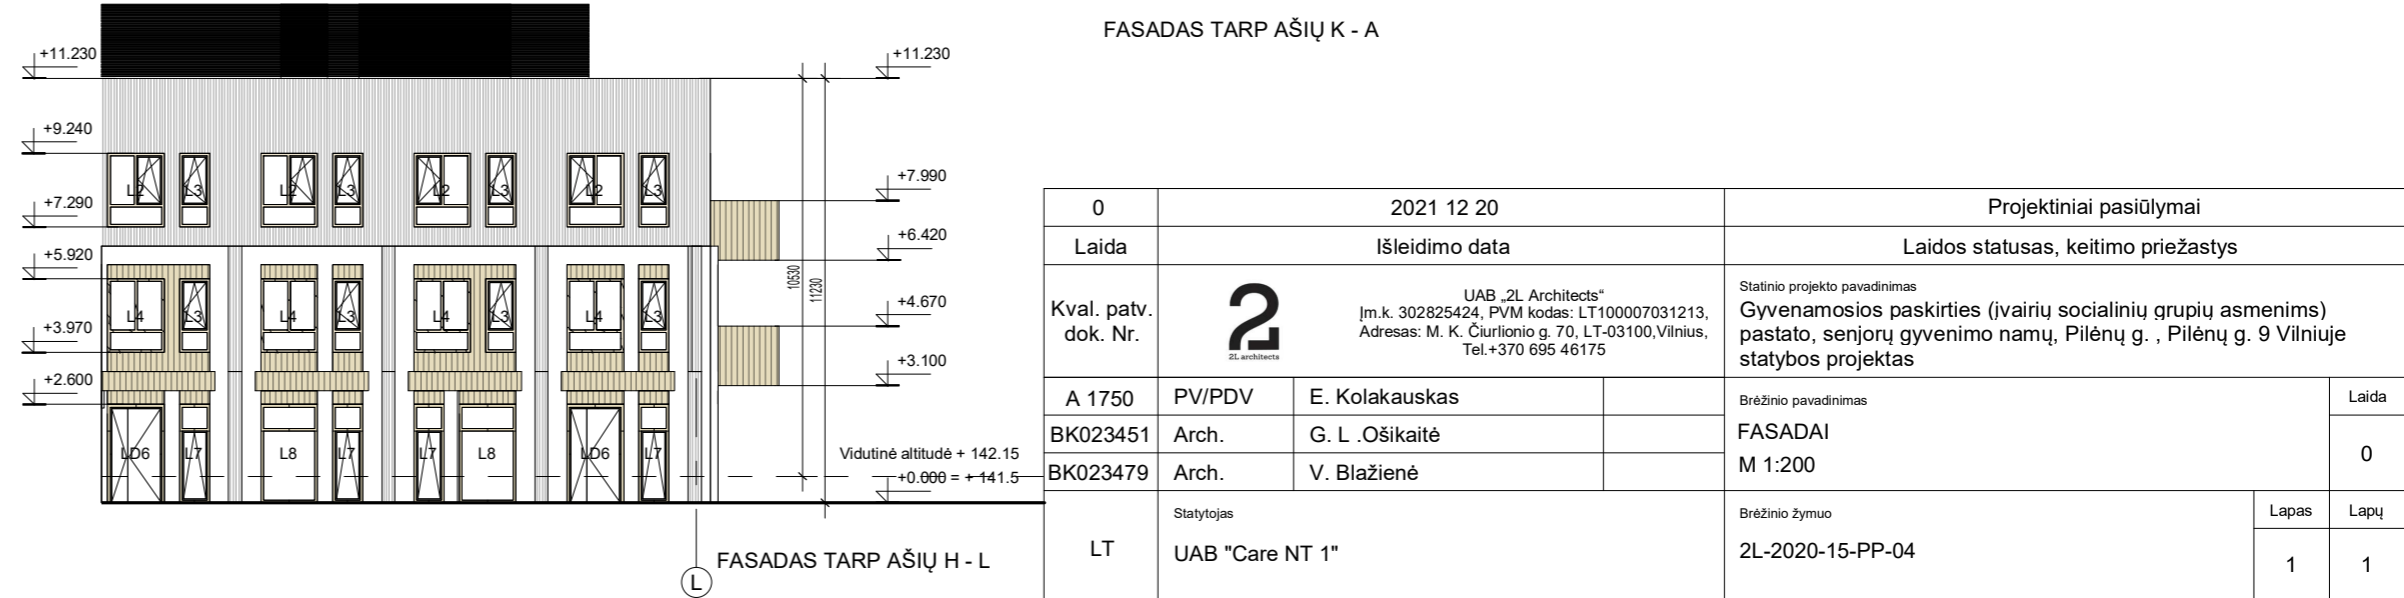 FASADAS TARP AŠIŲ K - A
+11.230
+9.240
+7.290
+5.920
+3.970
+2.600
L2 L3 L2 L3 L2 L3 L2 L3
L4 L3 L4 L3 L4 L3 L4 L3
LD6 L7 L8 L7 L7 L8 LD6 L7
+11.230
+7.990
+6.420
+4.670
+3.100
10530
11230
Vidutinė altitudė + 142.15
+0.000 = + 141.5
L
FASADAS TARP AŠIŲ H - L
0 2021 12 20 Projektiniai pasiūlymai
Laida Išleidimo data Laidos statusas, keitimo priežastys
Kval. patv.
dok. Nr.
2L architects
UAB „2L Architects“
Įm.k. 302825424, PVM kodas: LT100007031213,
Adresas: M. K. Čiurlionio g. 70, LT-03100,Vilnius,
Tel.+370 695 46175
Statinio projekto pavadinimas
Gyvenamosios paskirties (įvairių socialinių grupių asmenims)
pastato, senjorų gyvenimo namų, Pilėnų g. , Pilėnų g. 9 Vilniuje
statybos projektas
A 1750 PV/PDV E. Kolakauskas
BK023451 Arch. G. L .Ošikaitė
BK023479 Arch. V. Blažienė
Brėžinio pavadinimas
FASADAI
M 1:200
Laida
0
LT
Statytojas
UAB "Care NT 1"
Brėžinio žymuo
2L-2020-15-PP-04
Lapas Lapų
1 1